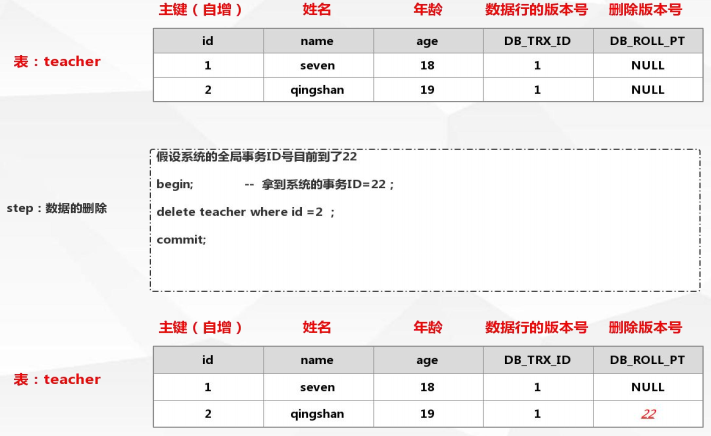 主键（自增） 姓名 年龄 数据行的版本号 删除版本号
id name age DB_TRX_ID DB_ROLL_PT
表：teacher
1 seven 18 1 NULL
2 qingshan 19 1 NULL
假设系统的全局事务ID号目前到了22
begin; -- 拿到系统的事务ID=22；
step：数据的删除
delete teacher where id =2 ；
commit;
主键（自增） 姓名 年龄 数据行的版本号 删除版本号
id name age DB_TRX_ID DB_ROLL_PT
表：teacher
1 seven 18 1 NULL
2 qingshan 19 1 22